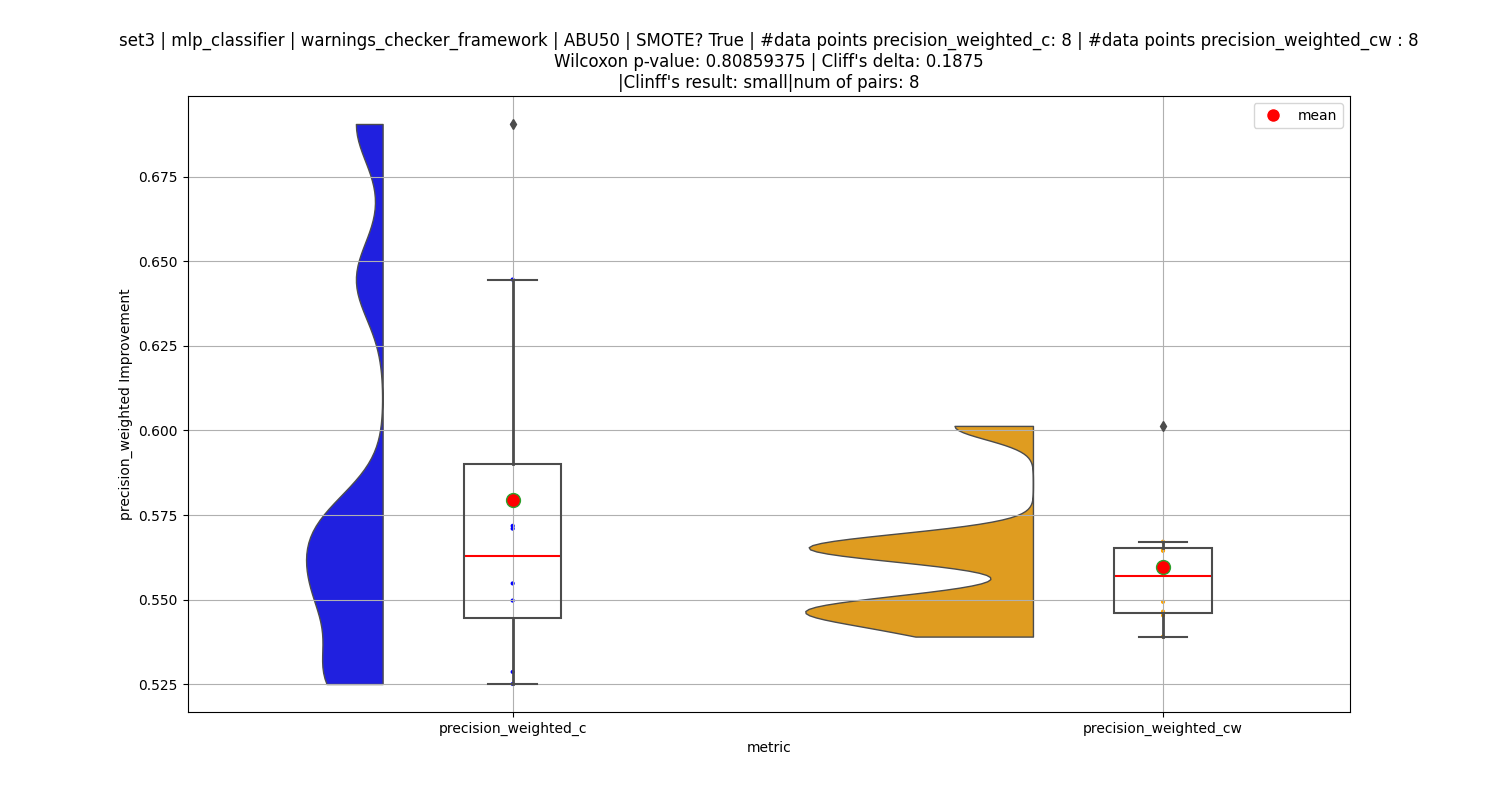 set3 | mlp_classifier | warnings_checker_framework | ABU50 | SMOTE? True | #data points precision_weighted_c: 8 | #data points precision_weighted_cw : 8
Wilcoxon p-value: 0.80859375 | Cliff's delta: 0.1875
|Clinff's result: small|num of pairs: 8
mean
precision_weighted Improvement
0.675
0.650
0.625
0.600
0.575
0.550
0.525
precision_weighted_c
precision_weighted_cw
metric